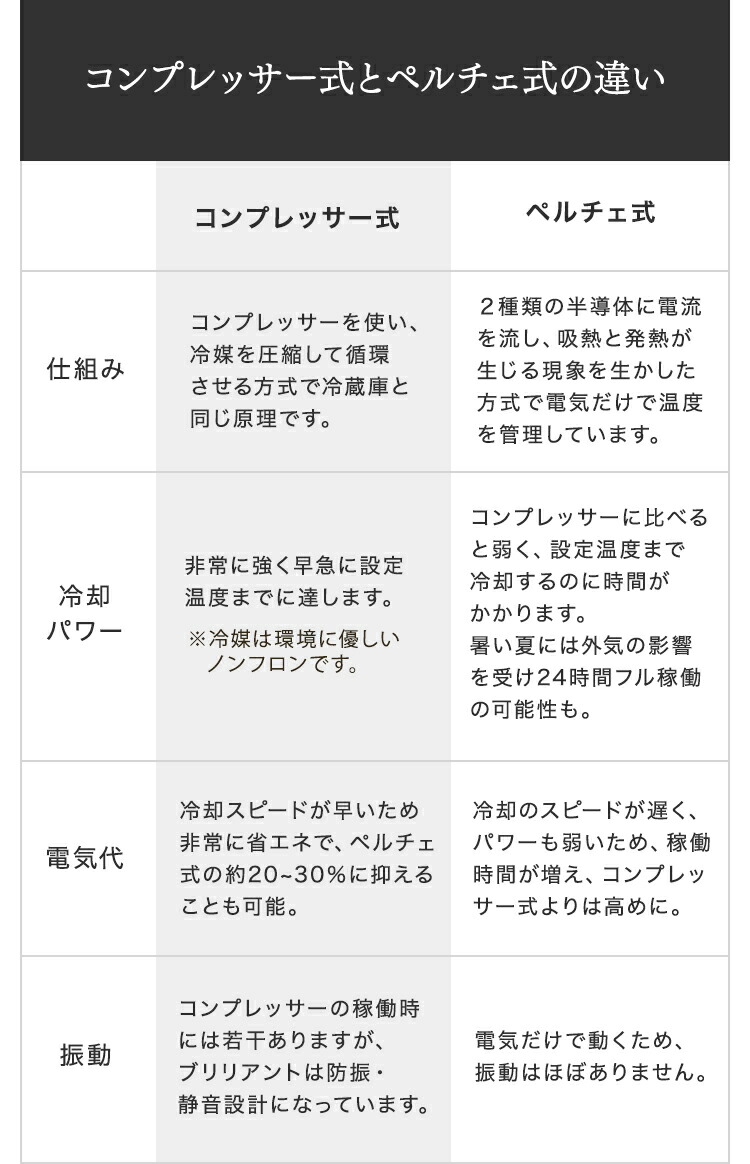 コンプレッサー式とペルチェ式の違い
コンプレッサー式
ペルチェ式
仕組み
コンプレッサーを使い、
冷媒を圧縮して循環
させる方式で冷蔵庫と
同じ原理です。
２種類の半導体に電流
を流し、吸熱と発熱が
生じる現象を生かした
方式で電気だけで温度
を管理しています。
冷却
パワー
非常に強く早急に設定
温度までに達します。
※冷媒は環境に優しい
ノンフロンです。
コンプレッサーに比べる
と弱く、設定温度まで
冷却するのに時間が
かかります。
暑い夏には外気の影響
を受け24時間フル稼働
の可能性も。
電気代
冷却スピードが早いため
非常に省エネで、ペルチェ
式の約20~30%に抑える
ことも可能。
冷却のスピードが遅く、
パワーも弱いため、稼働
時間が増え、コンプレッ
サー式よりは高めに。
振動
コンプレッサーの稼働時
には若干ありますが、
ブリリアントは防振・
静音設計になっています。
電気だけで動くため、
振動はほぼありません。